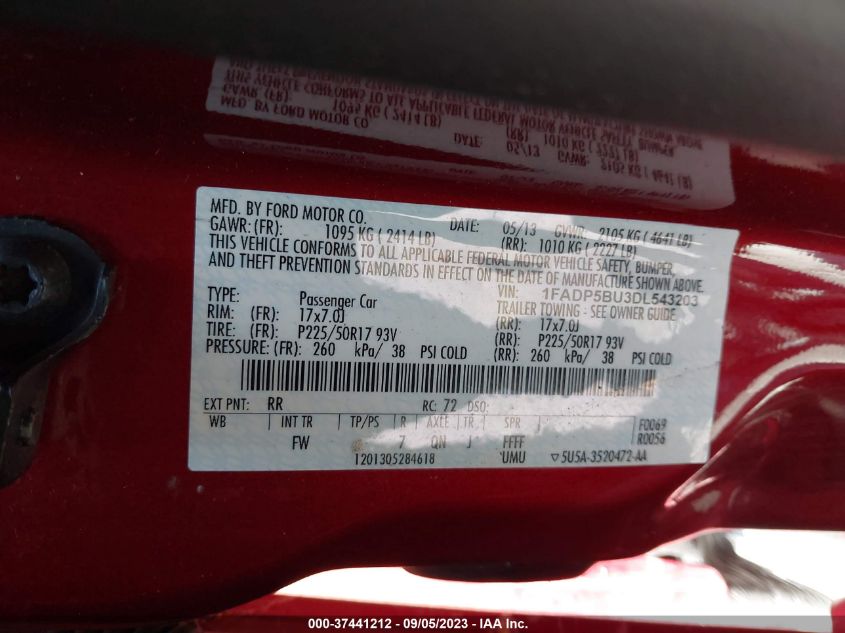 MFD. BY FORD MOTOR CO.
DATE: 05/13 GVWR: 2105 KG ( 4641 LB)
GAWR: (FR): 1095 KG ( 2414 LB) (RR): 1010 KG ( 2227 LB)
THIS VEHICLE CONFORMS TO ALL APPLICABLE FEDERAL MOTOR VEHICLE SAFETY, BUMPER,
AND THEFT PREVENTION STANDARDS IN EFFECT ON THE DATE OF MANUFACTURE SHOWN ABOVE
VIN: 1FADP5BU3DL543203
TYPE: Passenger Car TRAILER TOWING - SEE OWNER GUIDE
RIM: (FR): 17x7.0J (RR): 17x7.0J
TIRE: (FR): P225/50R17 93V (RR): P225/50R17 93V
PRESSURE: (FR): 260 kPa/ 38 PSI COLD (RR): 260 kPa/ 38 PSI COLD
EXT PNT: RR RC: 72 DSO:
WB INT TR TP/PS R AXLE TR SPR F0069
FW 7 QN J FFFF R0056
1201305284618 UMU ▽5U5A-3520472-AA
000-37441212 - 09/05/2023 - IAA Inc.